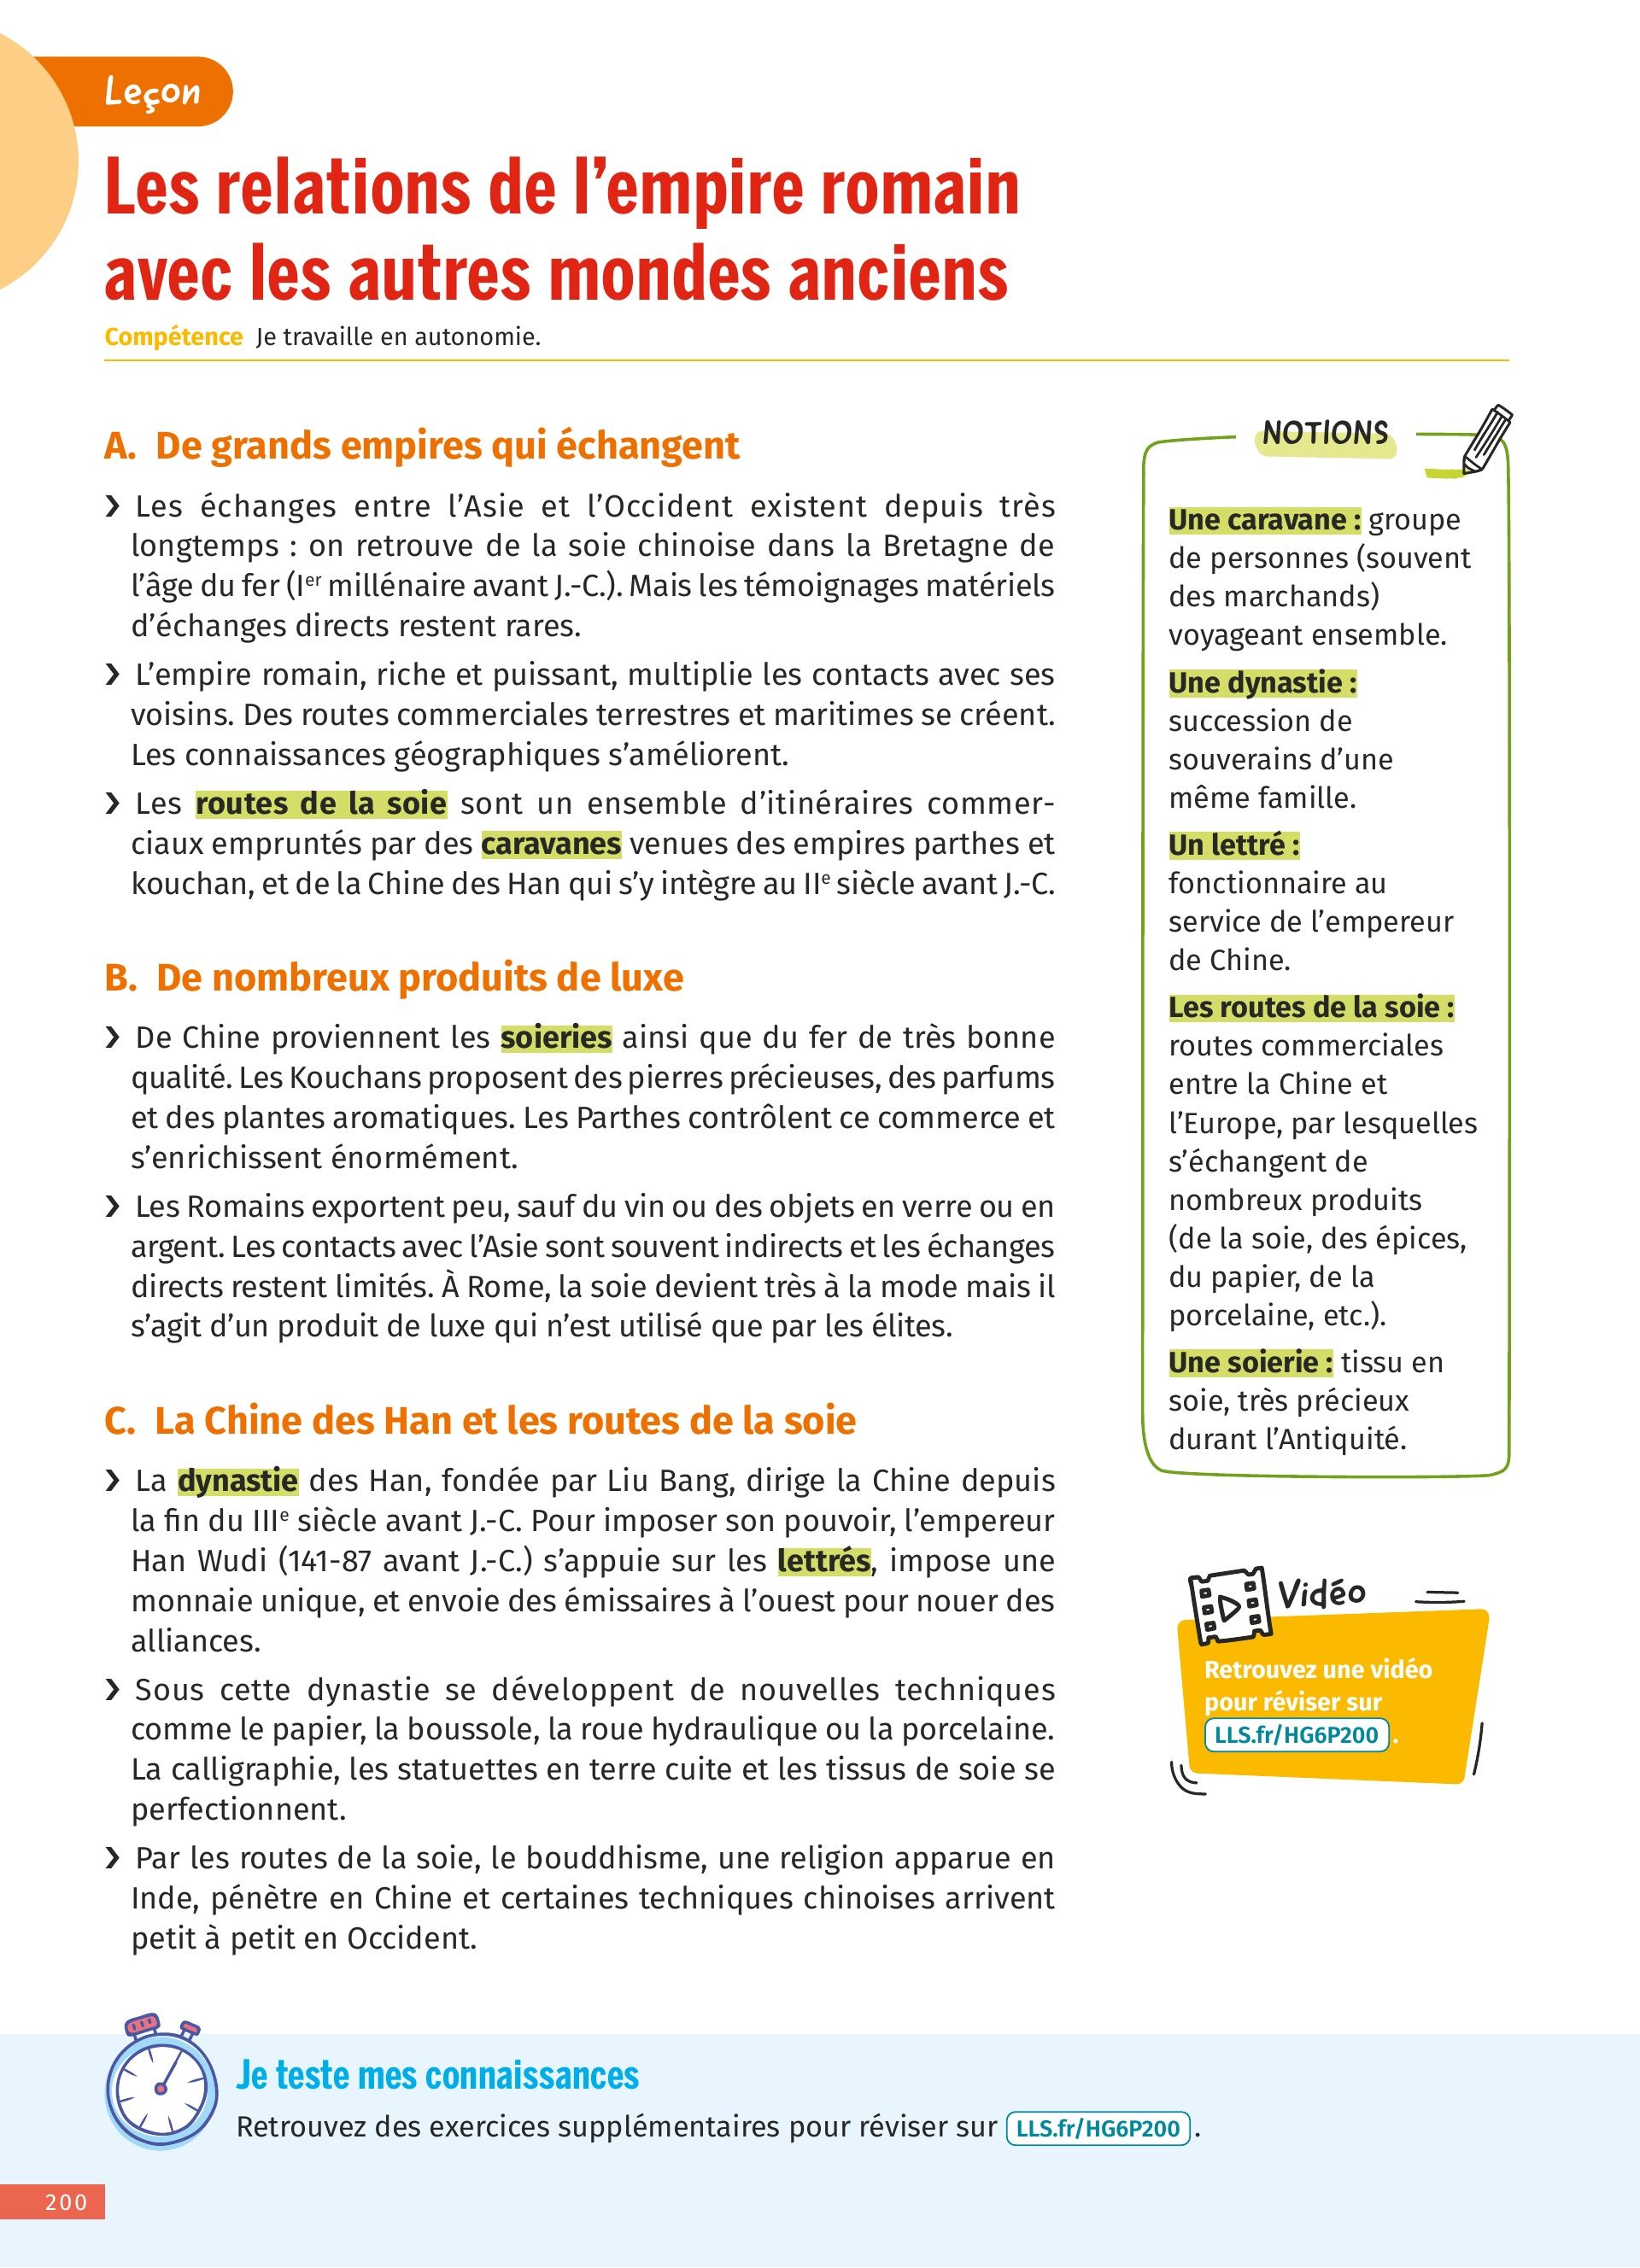 Leçon
Les relations de l’empire romain
avec les autres mondes anciens
Compétence Je travaille en autonomie.
A. De grands empires qui échangent
❯ Les échanges entre l’Asie et l’Occident existent depuis très
longtemps : on retrouve de la soie chinoise dans la Bretagne de
l’âge du fer (Ier millénaire avant J.-C.). Mais les témoignages matériels
d’échanges directs restent rares.
❯ L’empire romain, riche et puissant, multiplie les contacts avec ses
voisins. Des routes commerciales terrestres et maritimes se créent.
Les connaissances géographiques s’améliorent.
❯ Les routes de la soie sont un ensemble d’itinéraires commer-
ciaux empruntés par des caravanes venues des empires parthes et
kouchan, et de la Chine des Han qui s’y intègre au IIe siècle avant J.-C.
B. De nombreux produits de luxe
❯ De Chine proviennent les soieries ainsi que du fer de très bonne
qualité. Les Kouchans proposent des pierres précieuses, des parfums
et des plantes aromatiques. Les Parthes contrôlent ce commerce et
s’enrichissent énormément.
❯ Les Romains exportent peu, sauf du vin ou des objets en verre ou en
argent. Les contacts avec l’Asie sont souvent indirects et les échanges
directs restent limités. À Rome, la soie devient très à la mode mais il
s’agit d’un produit de luxe qui n’est utilisé que par les élites.
C. La Chine des Han et les routes de la soie
❯ La dynastie des Han, fondée par Liu Bang, dirige la Chine depuis
la fin du IIIe siècle avant J.-C. Pour imposer son pouvoir, l’empereur
Han Wudi (141-87 avant J.-C.) s’appuie sur les lettrés, impose une
monnaie unique, et envoie des émissaires à l’ouest pour nouer des
alliances.
❯ Sous cette dynastie se développent de nouvelles techniques
comme le papier, la boussole, la roue hydraulique ou la porcelaine.
La calligraphie, les statuettes en terre cuite et les tissus de soie se
perfectionnent.
❯ Par les routes de la soie, le bouddhisme, une religion apparue en
Inde, pénètre en Chine et certaines techniques chinoises arrivent
petit à petit en Occident.
NOTIONS
Une caravane : groupe
de personnes (souvent
des marchands)
voyageant ensemble.
Une dynastie :
succession de
souverains d’une
même famille.
Un lettré :
fonctionnaire au
service de l’empereur
de Chine.
Les routes de la soie :
routes commerciales
entre la Chine et
l’Europe, par lesquelles
s’échangent de
nombreux produits
(de la soie, des épices,
du papier, de la
porcelaine, etc.).
Une soierie : tissu en
soie, très précieux
durant l’Antiquité.
Vidéo
Retrouvez une vidéo
pour réviser sur
LLS.fr/HG6P200 .
Je teste mes connaissances
Retrouvez des exercices supplémentaires pour réviser sur LLS.fr/HG6P200 .
200